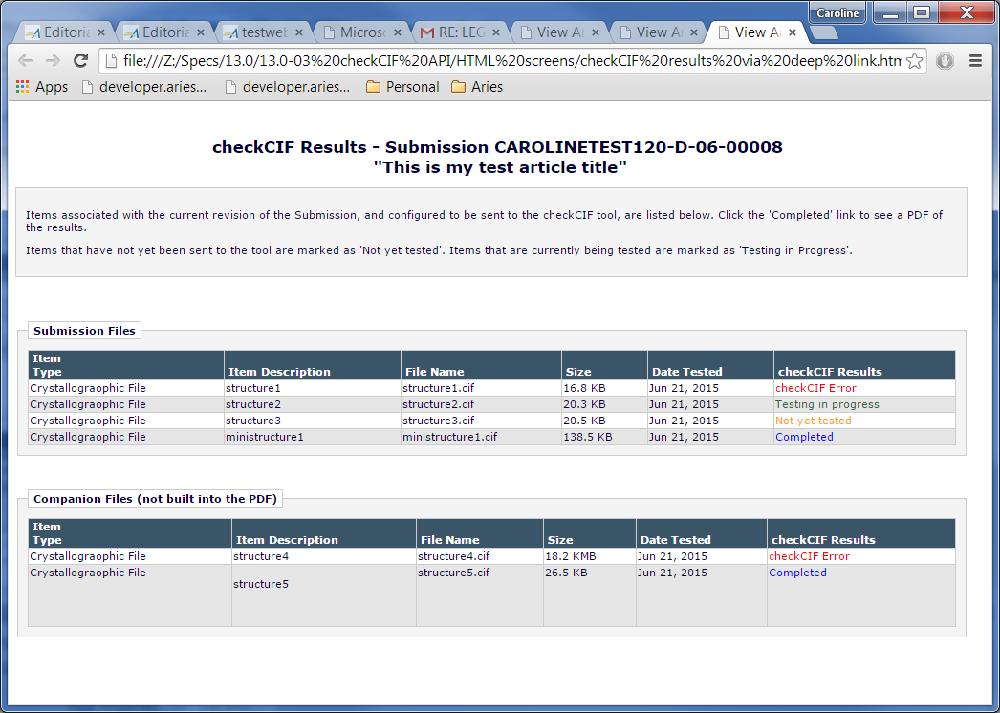 Caroline
Editoria
Editoria
testweb
Microso
RE: LEG
View Ar
View Ar
View Ar
file:///Z:/Specs/13.0/13.0-03%20checkCIF%20API/HTML%20screens/checkCIF%20results%20via%20deep%20link.htm
Apps developer.aries... developer.aries... Personal Aries
checkCIF Results - Submission CAROLINETEST120-D-06-00008
"This is my test article title"
Items associated with the current revision of the Submission, and configured to be sent to the checkCIF tool, are listed below. Click the 'Completed' link to see a PDF of
the results.
Items that have not yet been sent to the tool are marked as 'Not yet tested'. Items that are currently being tested are marked as 'Testing in Progress'.
Submission Files
Item
Type Item Description File Name Size Date Tested checkCIF Results
Crystallograophic File structure1 structure1.cif 16.8 KB Jun 21, 2015 checkCIF Error
Crystallograophic File structure2 structure2.cif 20.3 KB Jun 21, 2015 Testing in progress
Crystallograophic File structure3 structure3.cif 20.5 KB Jun 21, 2015 Not yet tested
Crystallograophic File ministructure1 ministructure1.cif 138.5 KB Jun 21, 2015 Completed
Companion Files (not built into the PDF)
Item
Type Item Description File Name Size Date Tested checkCIF Results
Crystallograophic File structure4 structure4.cif 18.2 KMB Jun 21, 2015 checkCIF Error
Crystallograophic File structure5.cif 26.5 KB Jun 21, 2015 Completed
structure5